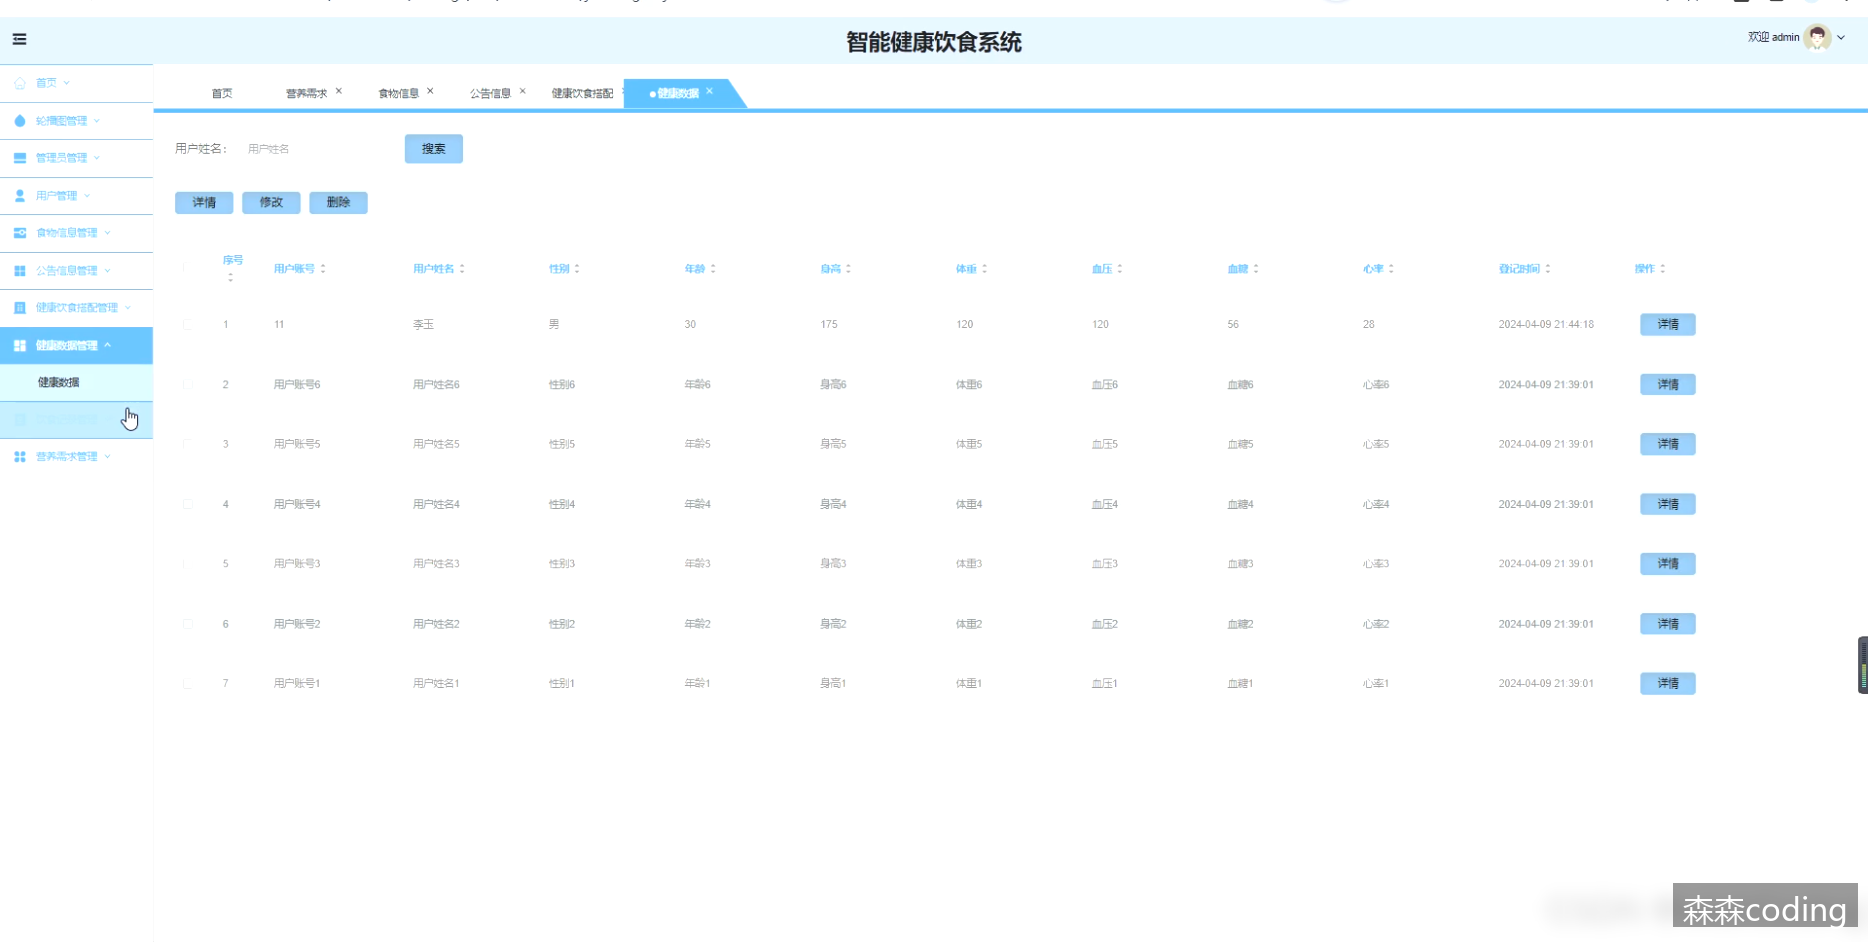 智能健康饮食系统
欢迎 admin
首页
轮播图管理
管理员管理
用户管理
食物信息管理
公告信息管理
健康饮食搭配管理
健康数据管理
健康数据
营养需求管理
首页 营养需求 × 食物信息 × 公告信息 × 健康饮食搭配 健康数据 ×
用户姓名： 用户姓名 搜索
详情 修改 删除
序号 用户账号 用户姓名 性别 年龄 身高 体重 血压 血糖 心率 登记时间 操作
1 11 李玉 男 30 175 120 120 56 28 2024-04-09 21:44:18 详情
2 用户账号6 用户姓名6 性别6 年龄6 身高6 体重6 血压6 血糖6 心率6 2024-04-09 21:39:01 详情
3 用户账号5 用户姓名5 性别5 年龄5 身高5 体重5 血压5 血糖5 心率5 2024-04-09 21:39:01 详情
4 用户账号4 用户姓名4 性别4 年龄4 身高4 体重4 血压4 血糖4 心率4 2024-04-09 21:39:01 详情
5 用户账号3 用户姓名3 性别3 年龄3 身高3 体重3 血压3 血糖3 心率3 2024-04-09 21:39:01 详情
6 用户账号2 用户姓名2 性别2 年龄2 身高2 体重2 血压2 血糖2 心率2 2024-04-09 21:39:01 详情
7 用户账号1 用户姓名1 性别1 年龄1 身高1 体重1 血压1 血糖1 心率1 2024-04-09 21:39:01 详情
森森coding